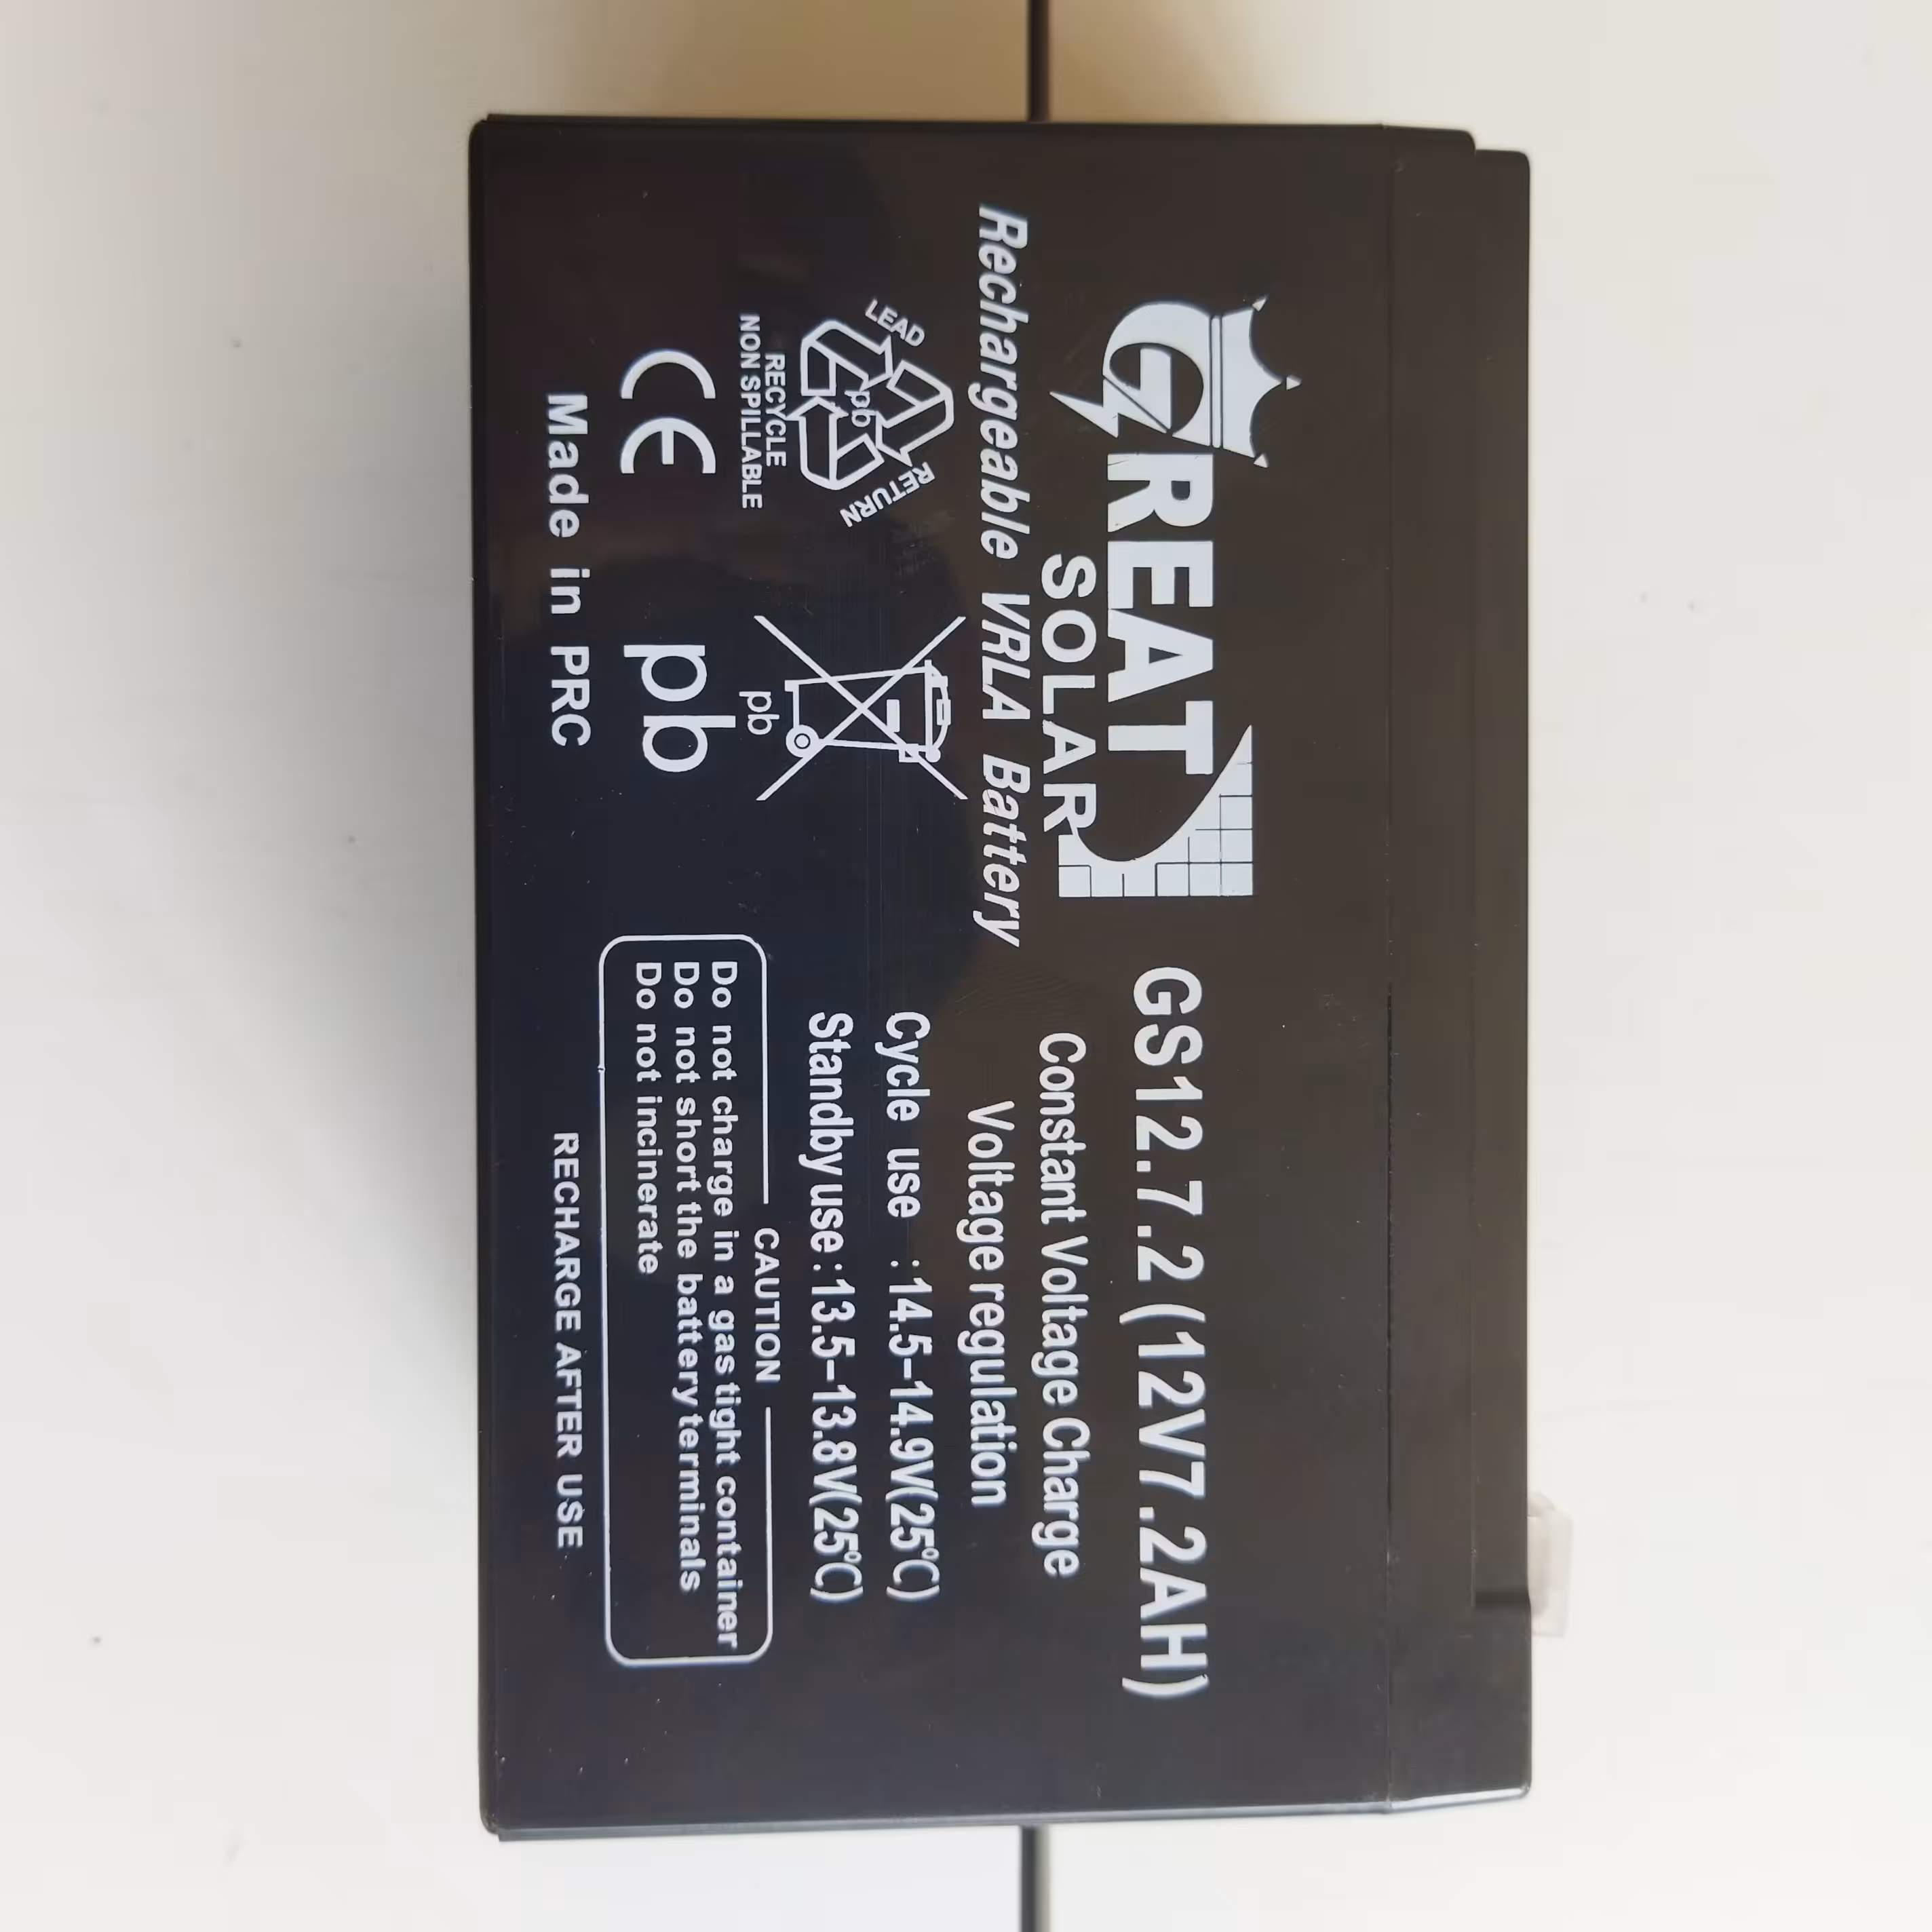 GREAT
SOLAR
Rechargeable VRLA Battery
LEAD
RETURN
pb
RECYCLE
NON SPILLABLE
pb
CE
pb
Made in PRC
GS12.7.2 (12V7.2AH)
Constant Voltage Charge
Voltage regulation
Cycle use :14.5-14.9V(25°C)
Standby use :13.5-13.8V(25°C)
CAUTION
Do not charge in a gas tight container
Do not short the battery terminals
Do not incinerate
RECHARGE AFTER USE